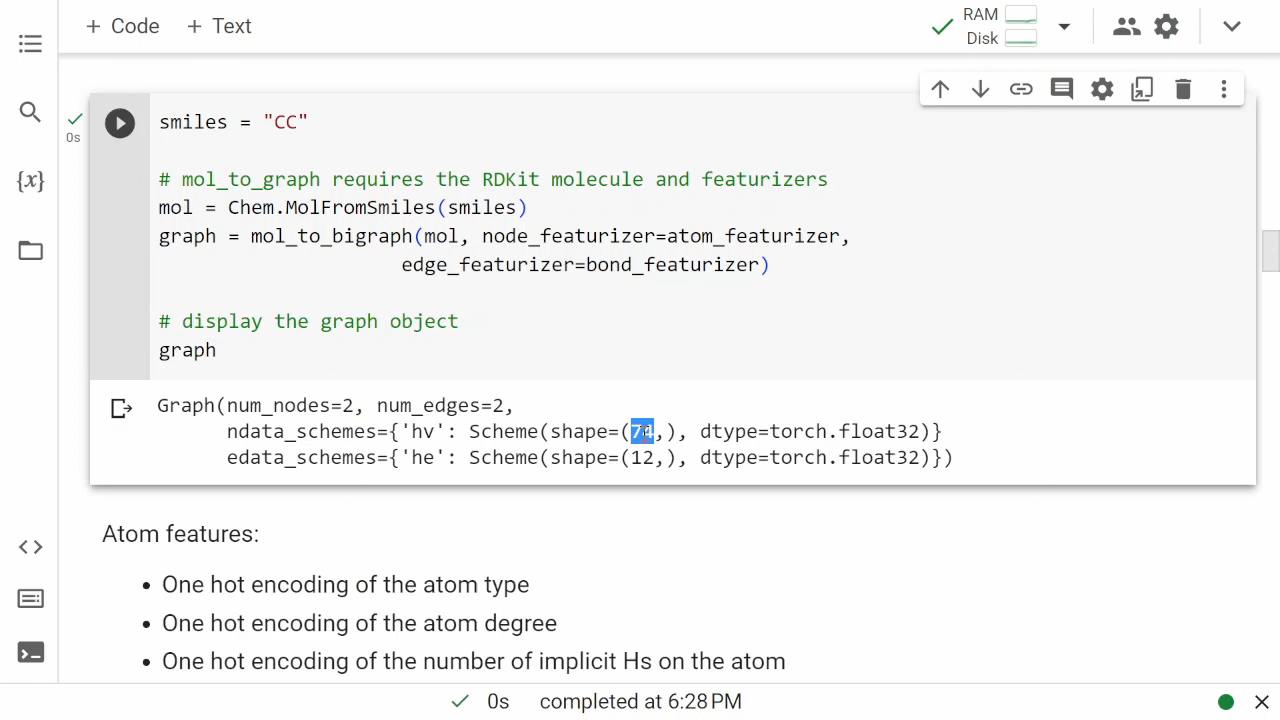 + Code + Text
RAM
Disk
{x}
0s
smiles = "CC"
# mol_to_graph requires the RDKit molecule and featurizers
mol = Chem.MolFromSmiles(smiles)
graph = mol_to_bigraph(mol, node_featurizer=atom_featurizer,
edge_featurizer=bond_featurizer)
# display the graph object
graph
Graph(num_nodes=2, num_edges=2,
ndata_schemes={'hv': Scheme(shape=(74,), dtype=torch.float32)}
edata_schemes={'he': Scheme(shape=(12,), dtype=torch.float32)})
Atom features:
• One hot encoding of the atom type
• One hot encoding of the atom degree
• One hot encoding of the number of implicit Hs on the atom
0s completed at 6:28 PM